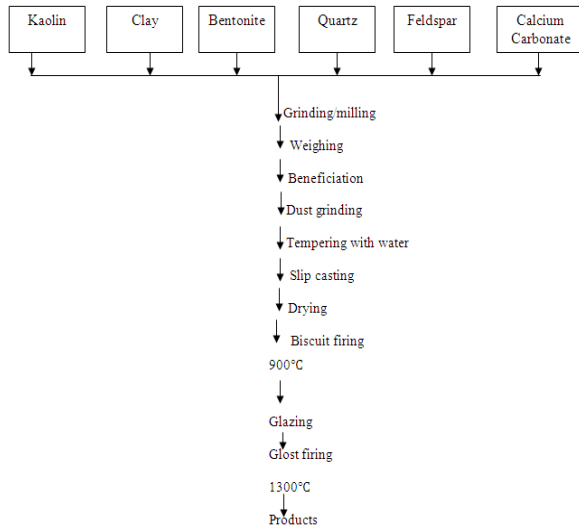 Kaolin
Clay
Bentonite
Quartz
Feldspar
Calcium
Carbonate
Grinding/milling
Weighing
Beneficiation
Dust grinding
Tempering with water
Slip casting
Drying
Biscuit firing
900°C
Glazing
Glost firing
1300°C
Products